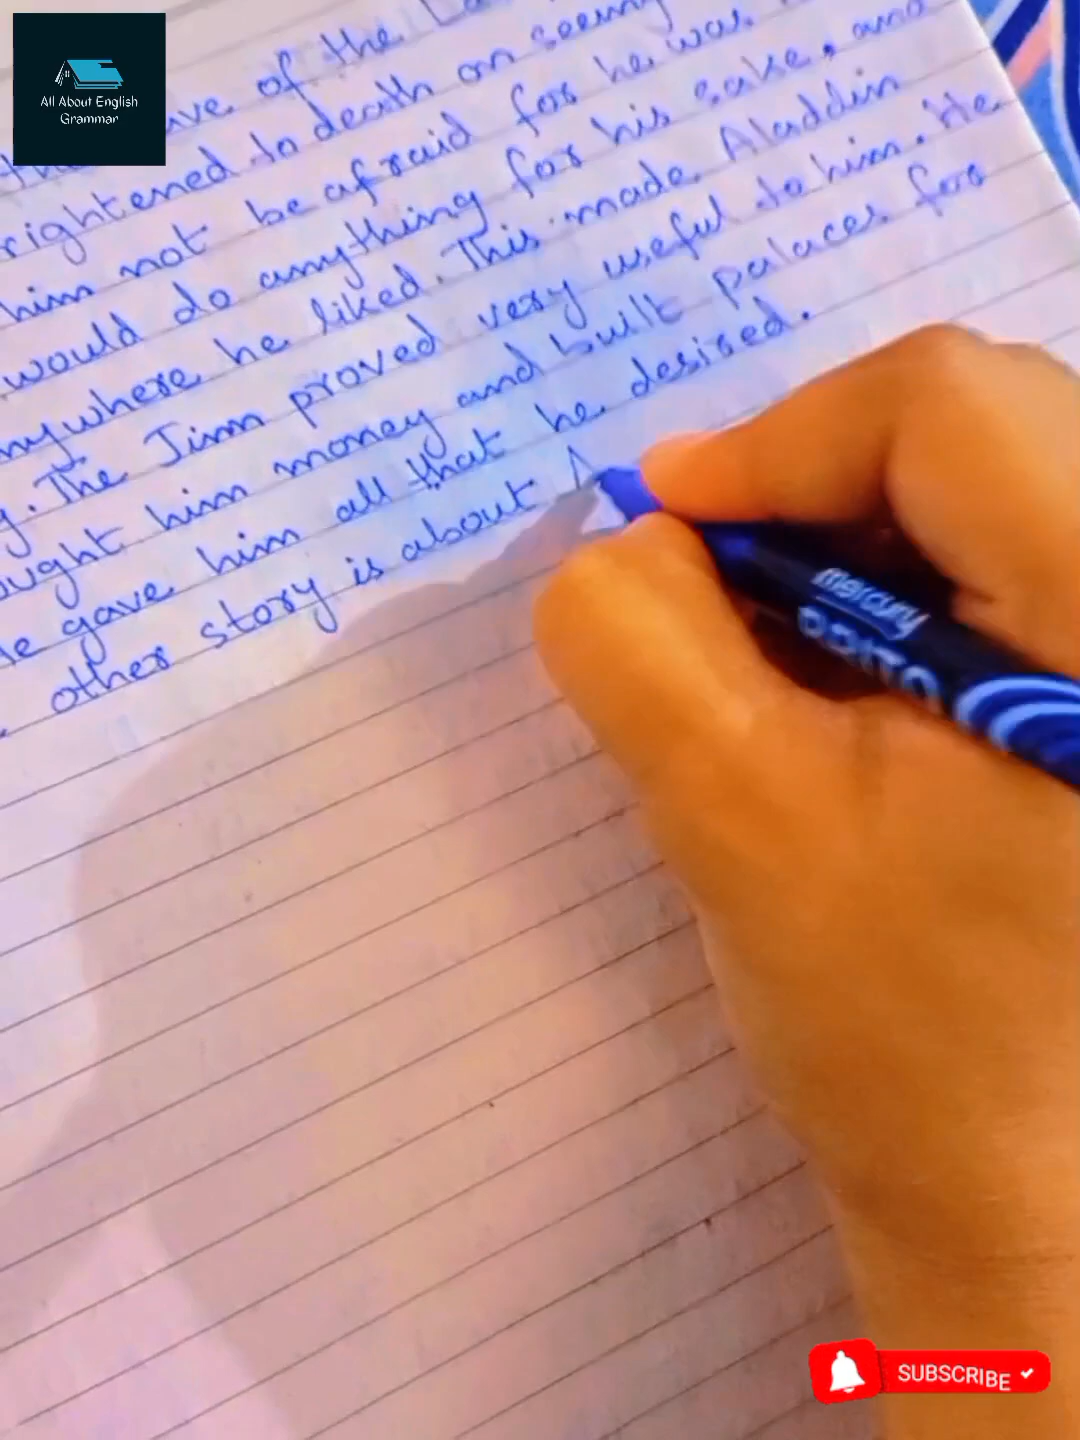 All About English
Grammar
of the
rightened to death on seeing
him not be afraid for he was
would do anything for his sake, and
nywhere he liked. This made Aladdin
g. The Jinn proved very useful to him. He
ought him money and built palaces for
He gave him all that he desired.
other story is about A
mercury
SUBSCRIBE